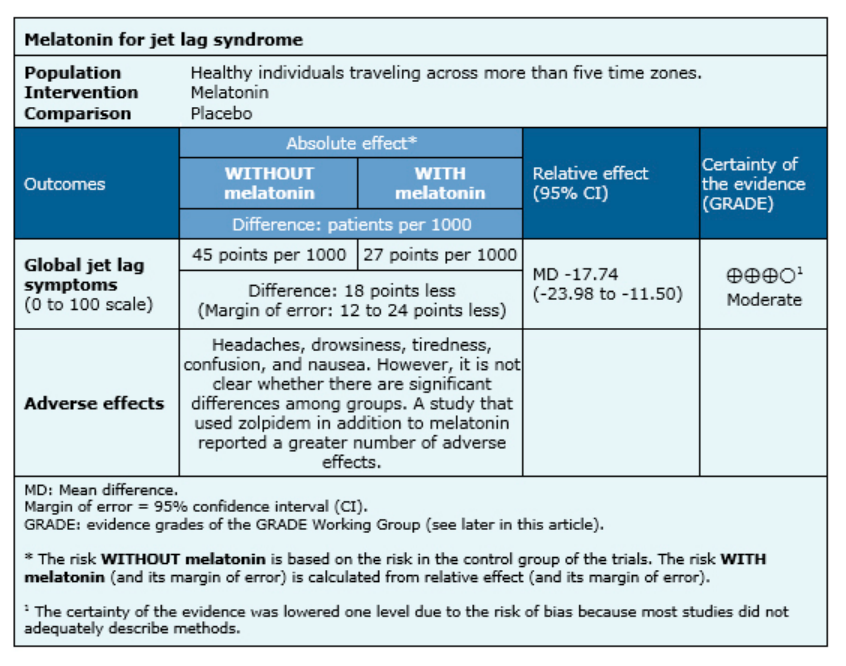 Melatonin for jet lag syndrome
Population Healthy individuals traveling across more than five time zones.
Intervention Melatonin
Comparison Placebo
Outcomes
Absolute effect*
WITHOUT
melatonin
WITH
melatonin
Difference: patients per 1000
Relative effect
(95% CI)
Certainty of
the evidence
(GRADE)
Global jet lag
symptoms
(0 to 100 scale)
45 points per 1000
27 points per 1000
Difference: 18 points less
(Margin of error: 12 to 24 points less)
MD -17.74
(-23.98 to -11.50)
⊕⊕⊕◯¹
Moderate
Adverse effects
Headaches, drowsiness, tiredness,
confusion, and nausea. However, it is not
clear whether there are significant
differences among groups. A study that
used zolpidem in addition to melatonin
reported a greater number of adverse
effects.
MD: Mean difference.
Margin of error = 95% confidence interval (CI).
GRADE: evidence grades of the GRADE Working Group (see later in this article).
* The risk WITHOUT melatonin is based on the risk in the control group of the trials. The risk WITH
melatonin (and its margin of error) is calculated from relative effect (and its margin of error).
¹ The certainty of the evidence was lowered one level due to the risk of bias because most studies did not
adequately describe methods.